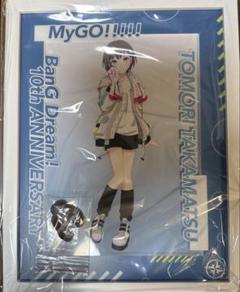 MyGO!!!!!
TOMORI TAKAMATSU
BanG Dream!
10th ANNIVERSARY